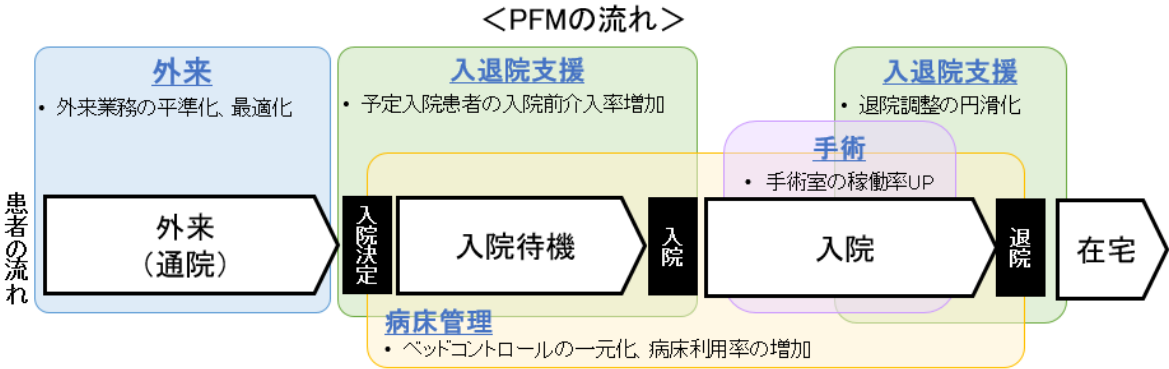 ＜PFMの流れ＞
外来
• 外来業務の平準化、最適化
入退院支援
• 予定入院患者の入院前介入率増加
入退院支援
• 退院調整の円滑化
手術
• 手術室の稼働率UP
患者の流れ
外来
（通院）
入院決定
入院待機
入院
入院
退院
在宅
病床管理
• ベッドコントロールの一元化、病床利用率の増加